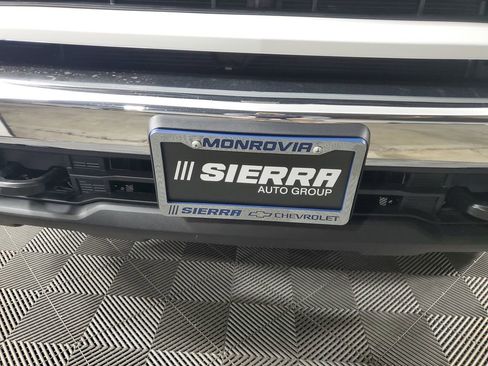 MONROVIA
SIERRA
AUTO GROUP
SIERRA CHEVROLET